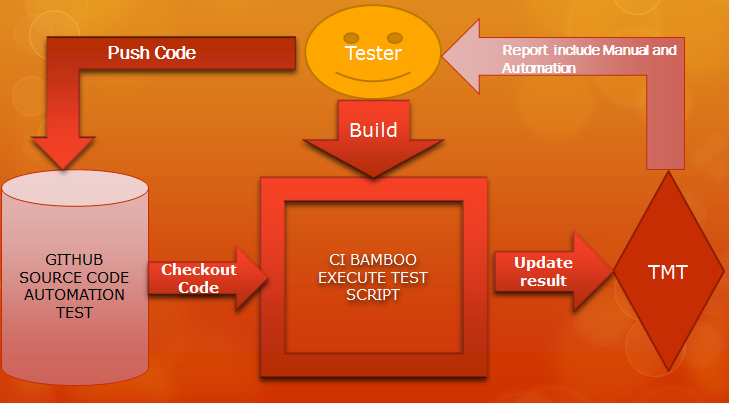 Push Code
Tester
Report include Manual and
Automation
Build
GITHUB
SOURCE CODE
AUTOMATION
TEST
Checkout
Code
CI BAMBOO
EXECUTE TEST
SCRIPT
Update
result
TMT